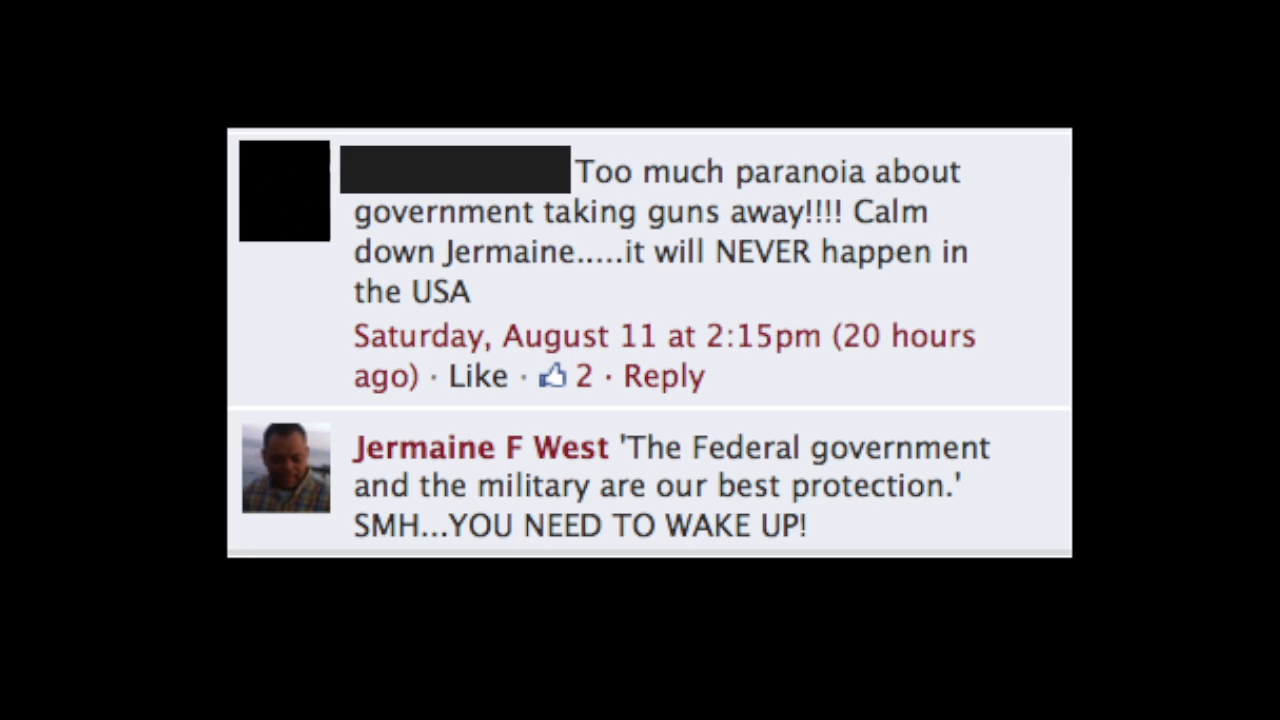 Too much paranoia about
government taking guns away!!!! Calm
down Jermaine.....it will NEVER happen in
the USA
Saturday, August 11 at 2:15pm (20 hours
ago) · Like · 2 · Reply
Jermaine F West 'The Federal government
and the military are our best protection.'
SMH...YOU NEED TO WAKE UP!